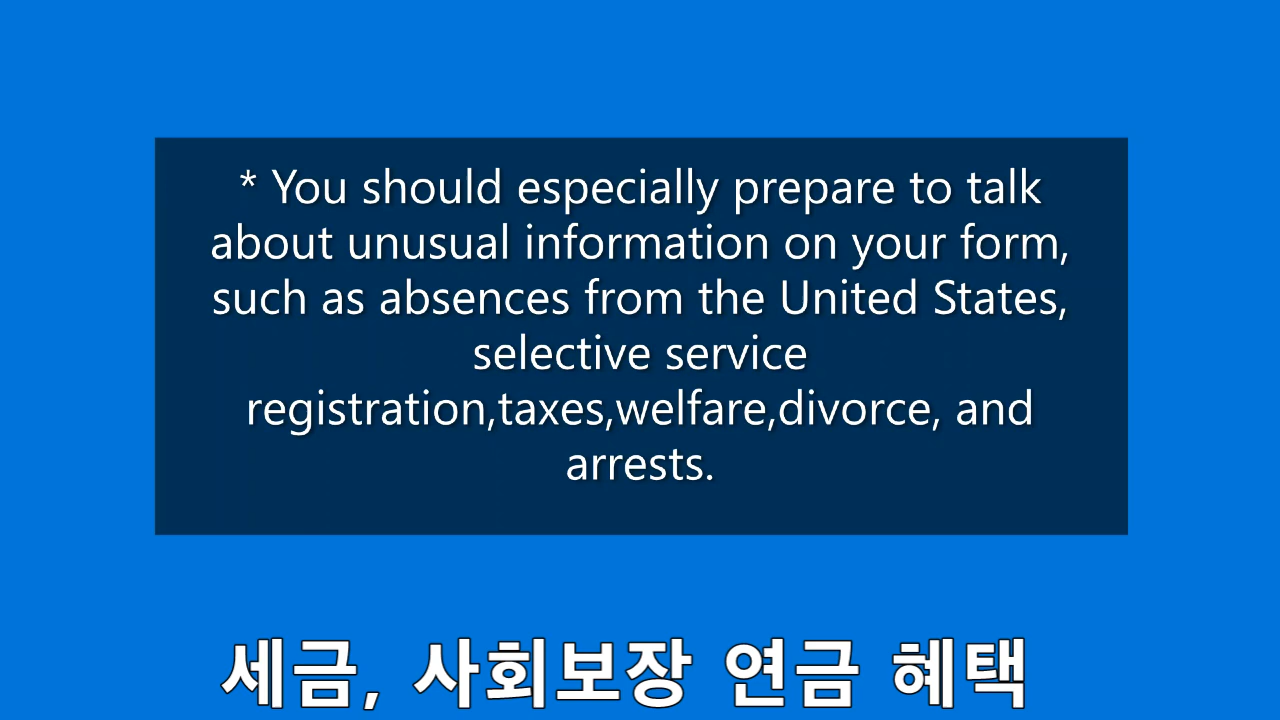 * You should especially prepare to talk
about unusual information on your form,
such as absences from the United States,
selective service
registration,taxes,welfare,divorce, and
arrests.
세금, 사회보장 연금 혜택